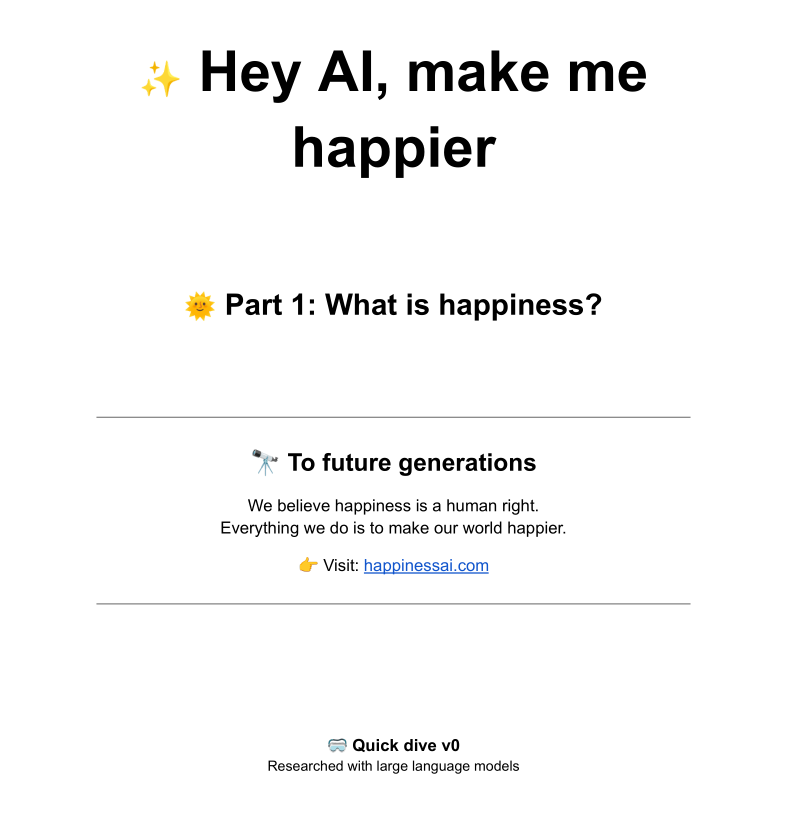 ✨ Hey AI, make me
happier
🌞 Part 1: What is happiness?
🔭 To future generations
We believe happiness is a human right.
Everything we do is to make our world happier.
👉 Visit: happinessai.com
🥽 Quick dive v0
Researched with large language models